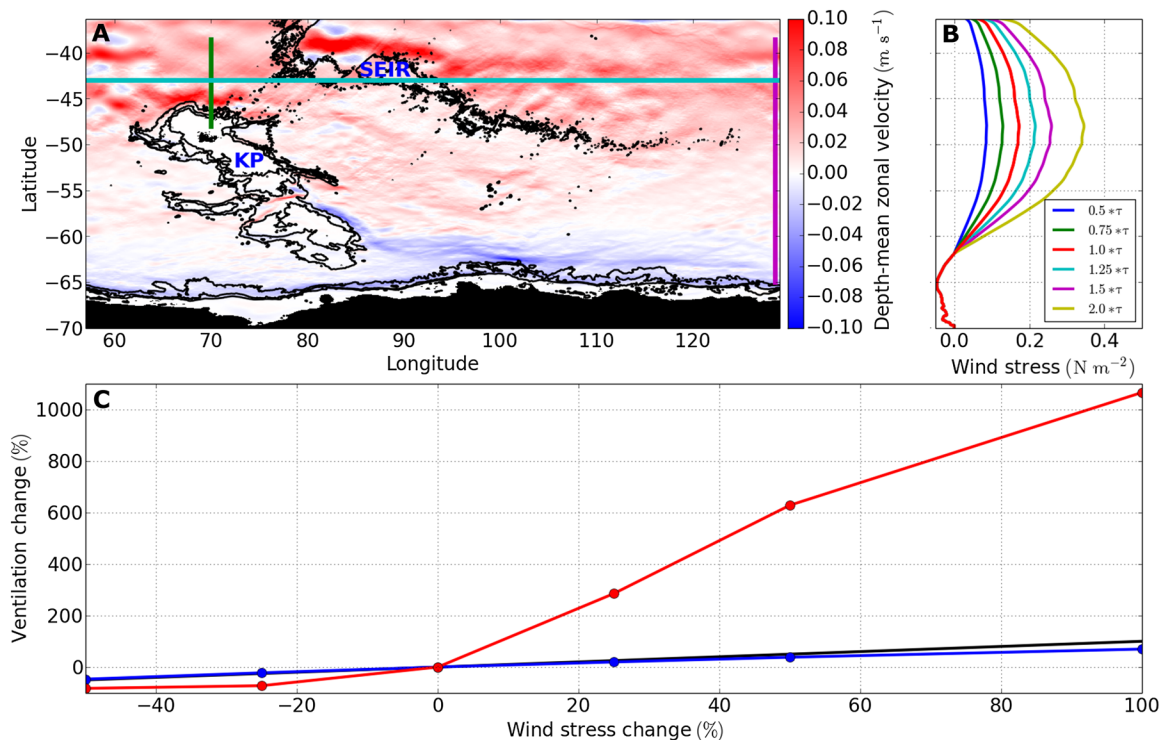 A
SEIR
KP
−40
−45
−50
−55
−60
−65
−70
Latitude
60
70
80
90
100
110
120
Longitude
0.10
0.08
0.06
0.04
0.02
0.00
−0.02
−0.04
−0.06
−0.08
−0.10
Depth-mean zonal velocity (m s⁻¹)
B
0.5 ∗ τ
0.75 ∗ τ
1.0 ∗ τ
1.25 ∗ τ
1.5 ∗ τ
2.0 ∗ τ
0.0
0.2
0.4
Wind stress (N m⁻²)
C
1000
800
600
400
200
0
Ventilation change (%)
−40
−20
0
20
40
60
80
100
Wind stress change (%)